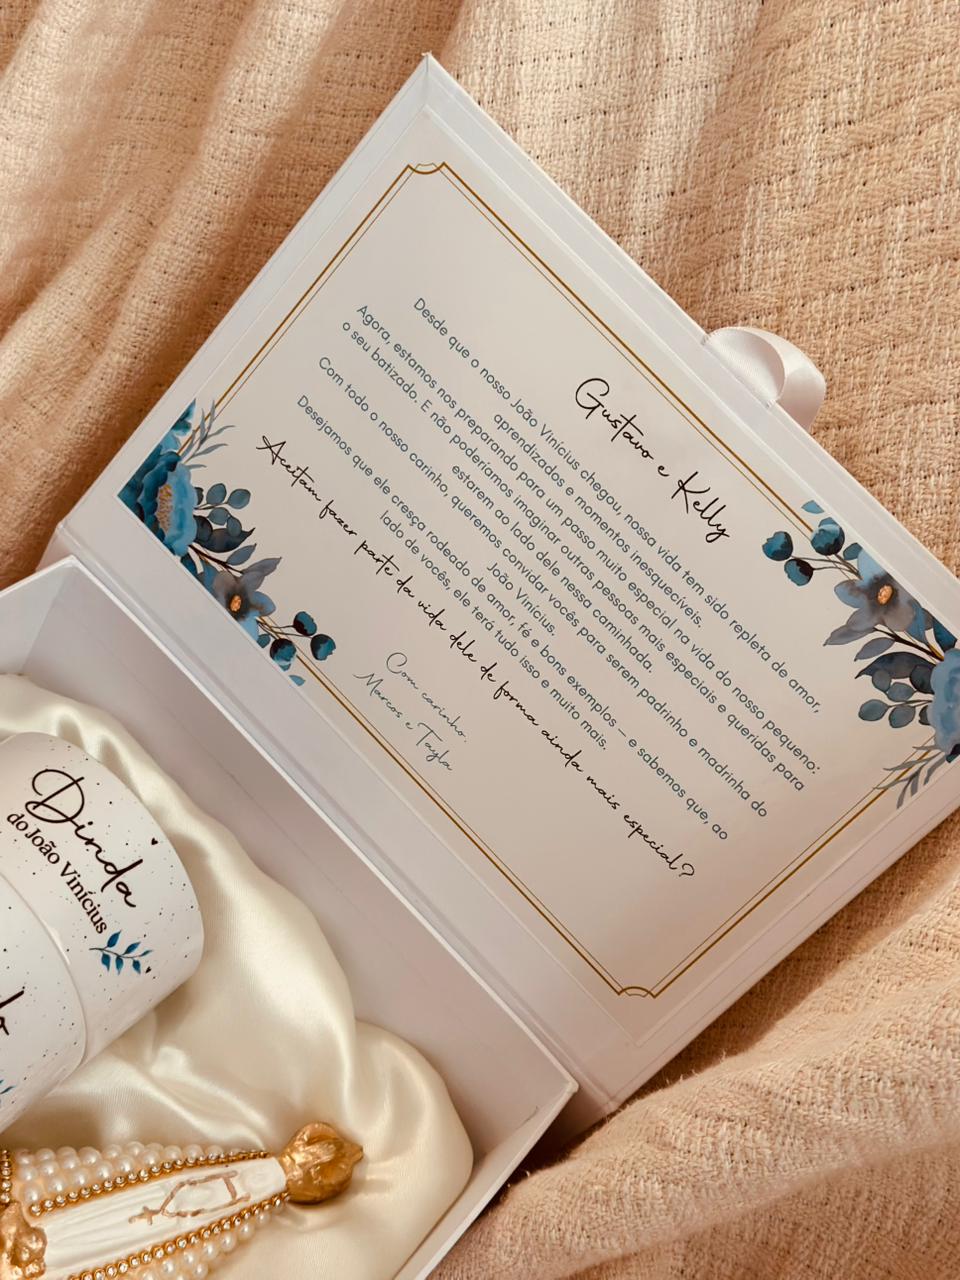 Gustavo e Kelly
Desde que o nosso João Vinícius chegou, nossa vida tem sido repleta de amor,
aprendizados e momentos inesquecíveis.
Agora, estamos nos preparando para um passo muito especial na vida do nosso pequeno:
o seu batizado. E não poderíamos imaginar outras pessoas mais especiais e queridas para
estarem ao lado dele nessa caminhada.
Com todo o nosso carinho, queremos convidar vocês para serem padrinho e madrinha do
João Vinícius.
Desejamos que ele cresça rodeado de amor, fé e bons exemplos – e sabemos que, ao
lado de vocês, ele terá tudo isso e muito mais.
Aceitam fazer parte da vida dele de forma ainda mais especial?
Com carinho,
Marcos e Tayla
Dinda
do João Vinícius